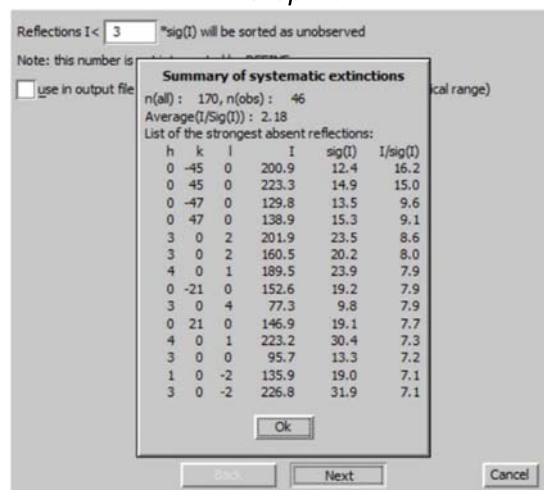 Reflections I< 3 *sig(I) will be sorted as unobserved
Note: this number is
use in output file
ical range)
Summary of systematic extinctions
n(all) : 170, n(obs) : 46
Average(I/Sig(I)) : 2.18
List of the strongest absent reflections:
h k l I sig(I) I/sig(I)
0 -45 0 200.9 12.4 16.2
0 45 0 223.3 14.9 15.0
0 -47 0 129.8 13.5 9.6
0 47 0 138.9 15.3 9.1
3 0 2 201.9 23.5 8.6
3 0 2 160.5 20.2 8.0
4 0 1 189.5 23.9 7.9
0 -21 0 152.6 19.2 7.9
3 0 4 77.3 9.8 7.9
0 21 0 146.9 19.1 7.7
4 0 1 223.2 30.4 7.3
3 0 0 95.7 13.3 7.2
1 0 -2 135.9 19.0 7.1
3 0 -2 226.8 31.9 7.1
Ok
Back Next Cancel